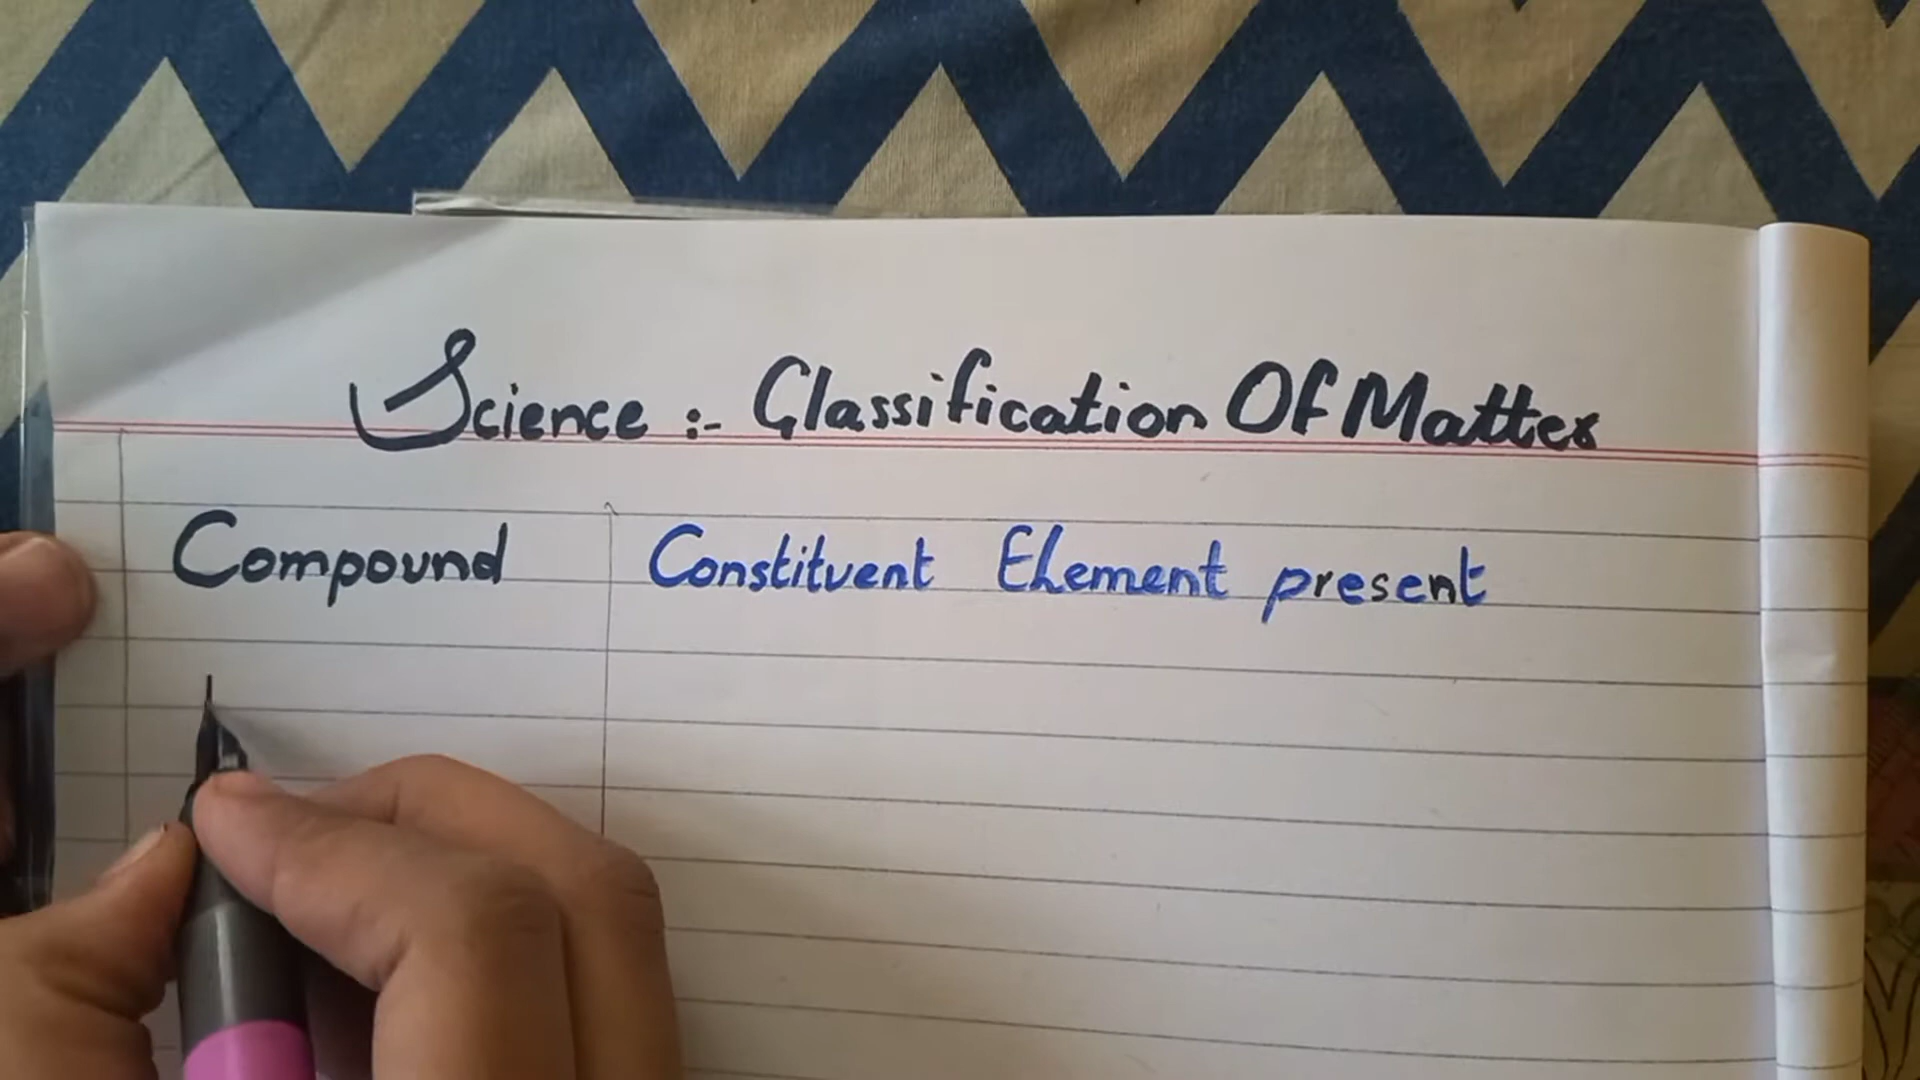 Science :- Classification Of Matter
Compound Constituent Element present